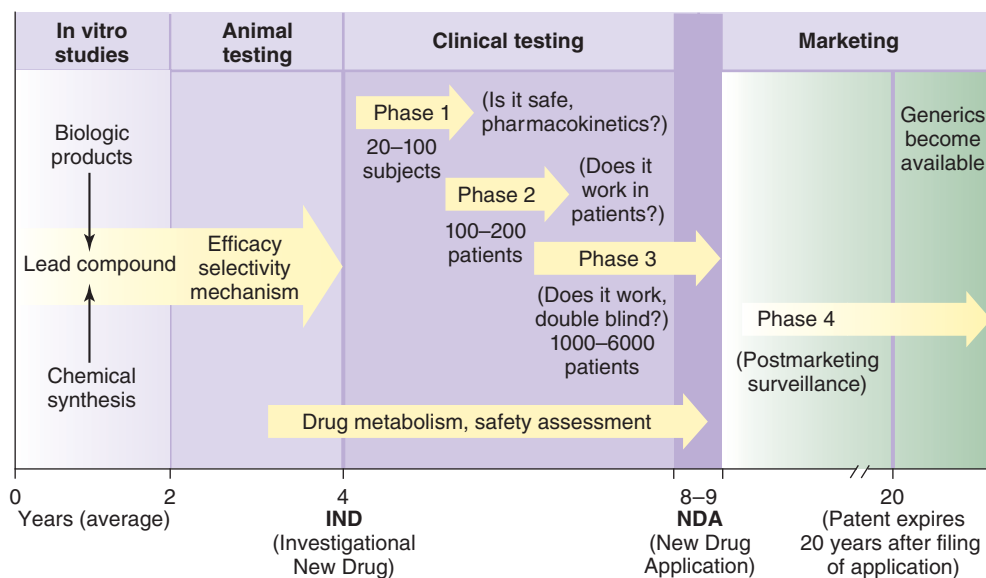 In vitro
studies
Animal
testing
Clinical testing
Marketing
Biologic
products
Lead compound
Chemical
synthesis
Efficacy
selectivity
mechanism
Phase 1
(Is it safe,
pharmacokinetics?)
20–100
subjects
Phase 2
(Does it
work in
patients?)
100–200
patients
Phase 3
(Does it work,
double blind?)
1000–6000
patients
Drug metabolism, safety assessment
Generics
become
available
Phase 4
(Postmarketing
surveillance)
0
Years (average)
2
4
IND
(Investigational
New Drug)
8–9
NDA
(New Drug
Application)
20
(Patent expires
20 years after filing
of application)